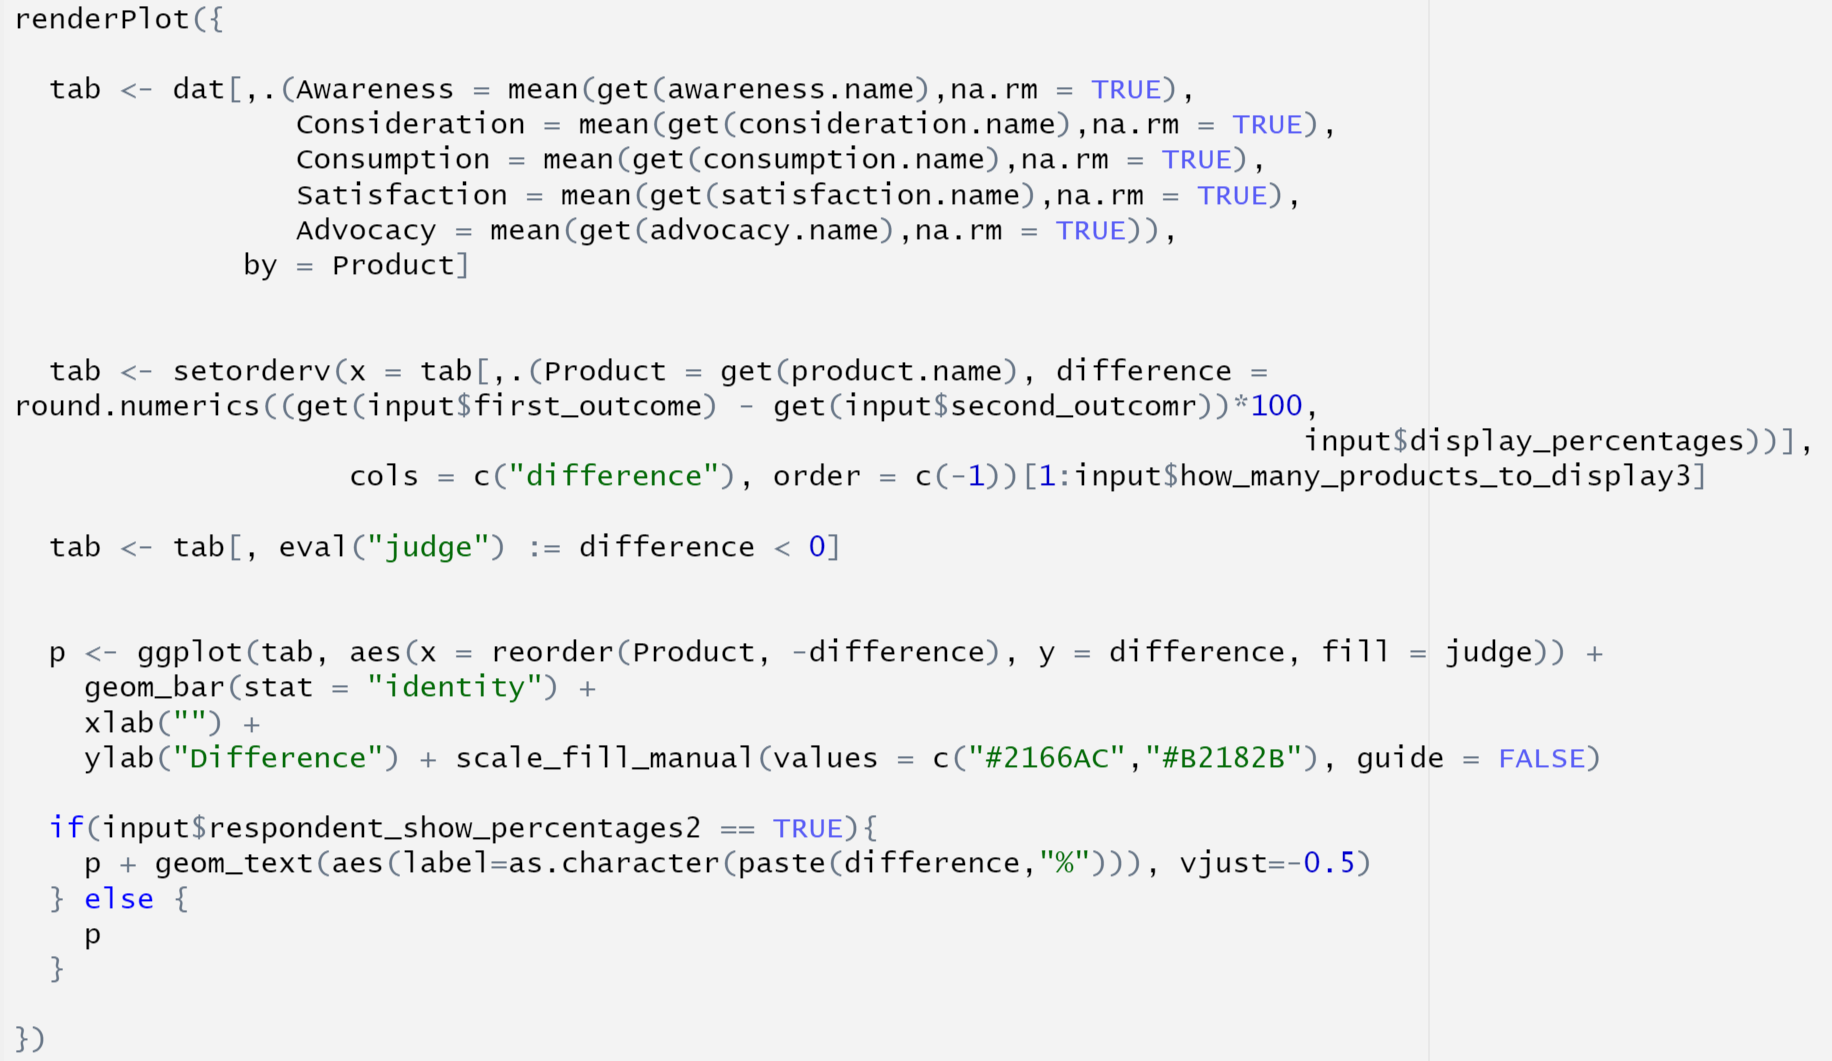 renderPlot({
tab <- dat[,.(Awareness = mean(get(awareness.name),na.rm = TRUE),
Consideration = mean(get(consideration.name),na.rm = TRUE),
Consumption = mean(get(consumption.name),na.rm = TRUE),
Satisfaction = mean(get(satisfaction.name),na.rm = TRUE),
Advocacy = mean(get(advocacy.name),na.rm = TRUE)),
by = Product]
tab <- setorderv(x = tab[,.(Product = get(product.name), difference =
round.numerics((get(input$first_outcome) - get(input$second_outcomr))*100,
input$display_percentages))],
cols = c("difference"), order = c(-1))[1:input$how_many_products_to_display3]
tab <- tab[, eval("judge") := difference < 0]
p <- ggplot(tab, aes(x = reorder(Product, -difference), y = difference, fill = judge)) +
geom_bar(stat = "identity") +
xlab("") +
ylab("Difference") + scale_fill_manual(values = c("#2166AC","#B2182B"), guide = FALSE)
if(input$respondent_show_percentages2 == TRUE){
p + geom_text(aes(label=as.character(paste(difference,"%"))), vjust=-0.5)
} else {
p
}
})